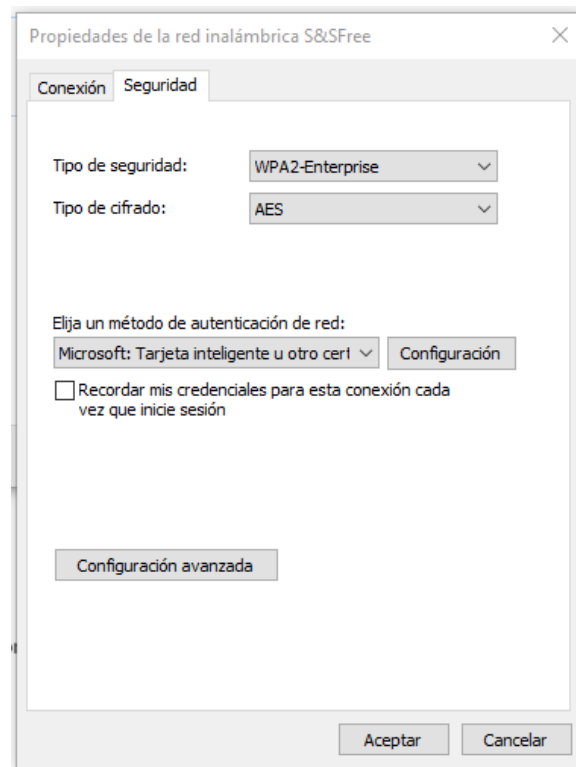 Propiedades de la red inalámbrica S&SFree
Conexión
Seguridad
Tipo de seguridad:
WPA2-Enterprise
Tipo de cifrado:
AES
Elija un método de autenticación de red:
Microsoft: Tarjeta inteligente u otro cert
Configuración
Recordar mis credenciales para esta conexión cada
vez que inicie sesión
Configuración avanzada
Aceptar
Cancelar